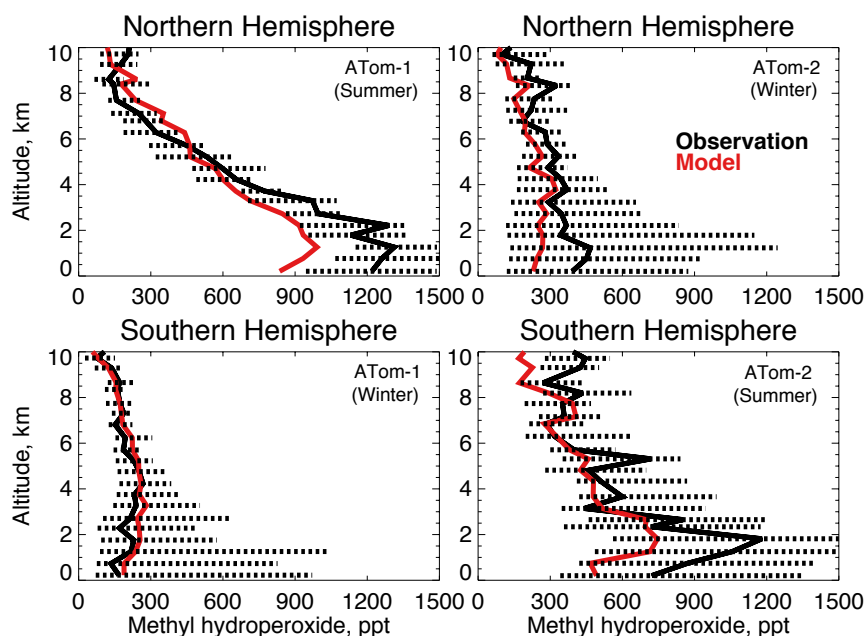 Northern Hemisphere
Northern Hemisphere
10
8
6
4
2
0
Altitude, km
ATom-1
(Summer)
0 300 600 900 1200 1500
10
8
6
4
2
0
ATom-2
(Winter)
Observation
Model
0 300 600 900 1200 1500
Southern Hemisphere
Southern Hemisphere
10
8
6
4
2
0
Altitude, km
ATom-1
(Winter)
0 300 600 900 1200 1500
Methyl hydroperoxide, ppt
10
8
6
4
2
0
ATom-2
(Summer)
0 300 600 900 1200 1500
Methyl hydroperoxide, ppt